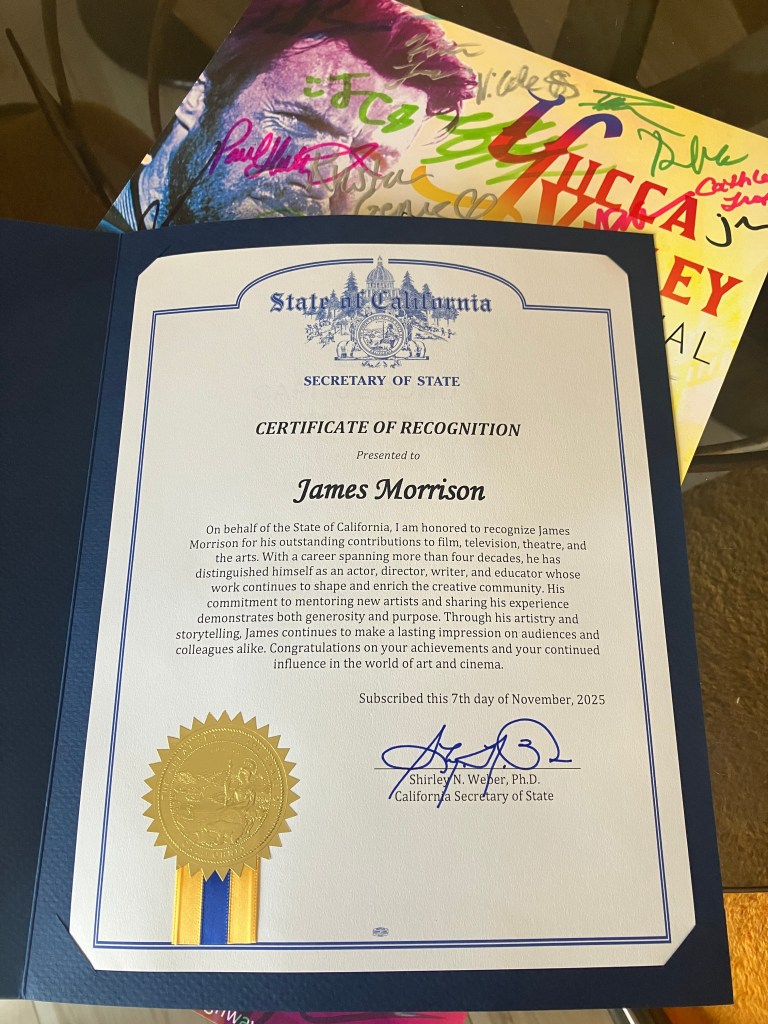 YUCCA
VALLEY
State of California
SECRETARY OF STATE
CERTIFICATE OF RECOGNITION
Presented to
James Morrison
On behalf of the State of California, I am honored to recognize James
Morrison for his outstanding contributions to film, television, theatre, and
the arts. With a career spanning more than four decades, he has
distinguished himself as an actor, director, writer, and educator whose
work continues to shape and enrich the creative community. His
commitment to mentoring new artists and sharing his experience
demonstrates both generosity and purpose. Through his artistry and
storytelling, James continues to make a lasting impression on audiences and
colleagues alike. Congratulations on your achievements and your continued
influence in the world of art and cinema.
Subscribed this 7th day of November, 2025
Shirley N. Weber, Ph.D.
California Secretary of State